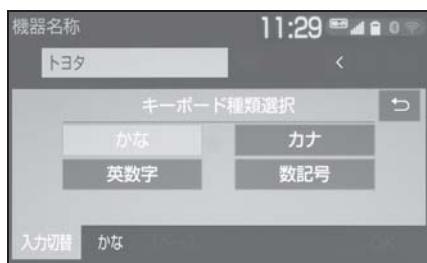 機器名称 11:29
トヨタ <
キーボード種類選択
かな カナ
英数字 数記号
入力切替 かな